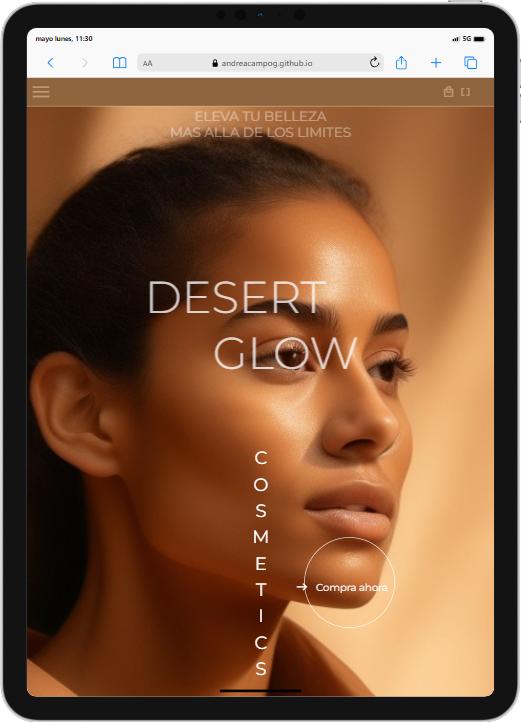 mayo lunes, 11:30
5G
AA
andreacampog.github.io
[ ]
ELEVA TU BELLEZA
MAS ALLA DE LOS LIMITES
DESERT
GLOW
COSMETICS
Compra ahora